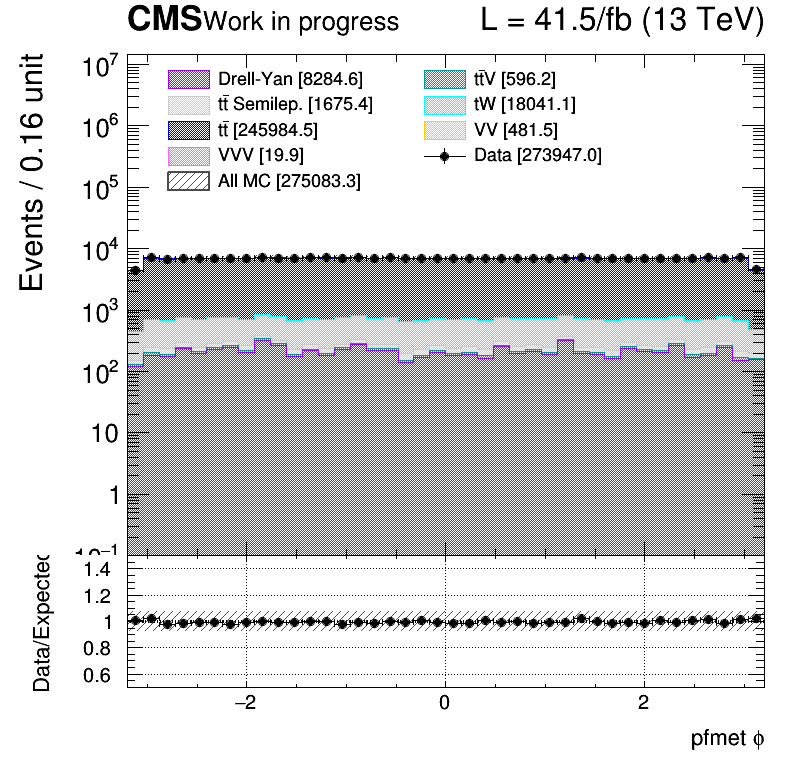 CMS Work in progress L = 41.5/fb (13 TeV)
Events / 0.16 unit
10⁷
10⁶
10⁵
10⁴
10³
10²
10
1
10⁻¹
Drell-Yan [8284.6]
tt̄ Semilep. [1675.4]
tt̄ [245984.5]
VVV [19.9]
All MC [275083.3]
tt̄V [596.2]
tW [18041.1]
VV [481.5]
Data [273947.0]
Data/Expected
1.4
1.2
1
0.8
0.6
−2 0 2
pfmet ϕ